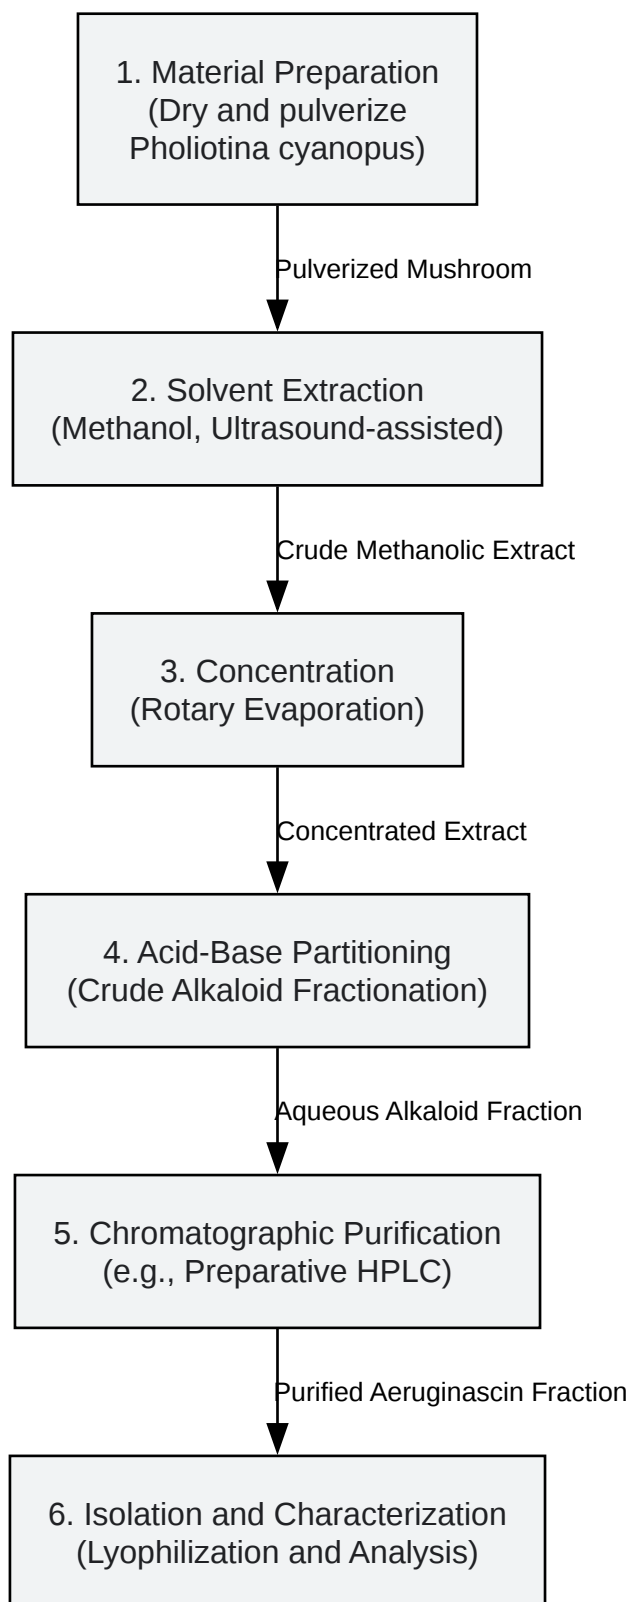 1. Material Preparation
(Dry and pulverize
Pholiotina cyanopus)
Pulverized Mushroom
2. Solvent Extraction
(Methanol, Ultrasound-assisted)
Crude Methanolic Extract
3. Concentration
(Rotary Evaporation)
Concentrated Extract
4. Acid-Base Partitioning
(Crude Alkaloid Fractionation)
Aqueous Alkaloid Fraction
5. Chromatographic Purification
(e.g., Preparative HPLC)
Purified Aeruginascin Fraction
6. Isolation and Characterization
(Lyophilization and Analysis)